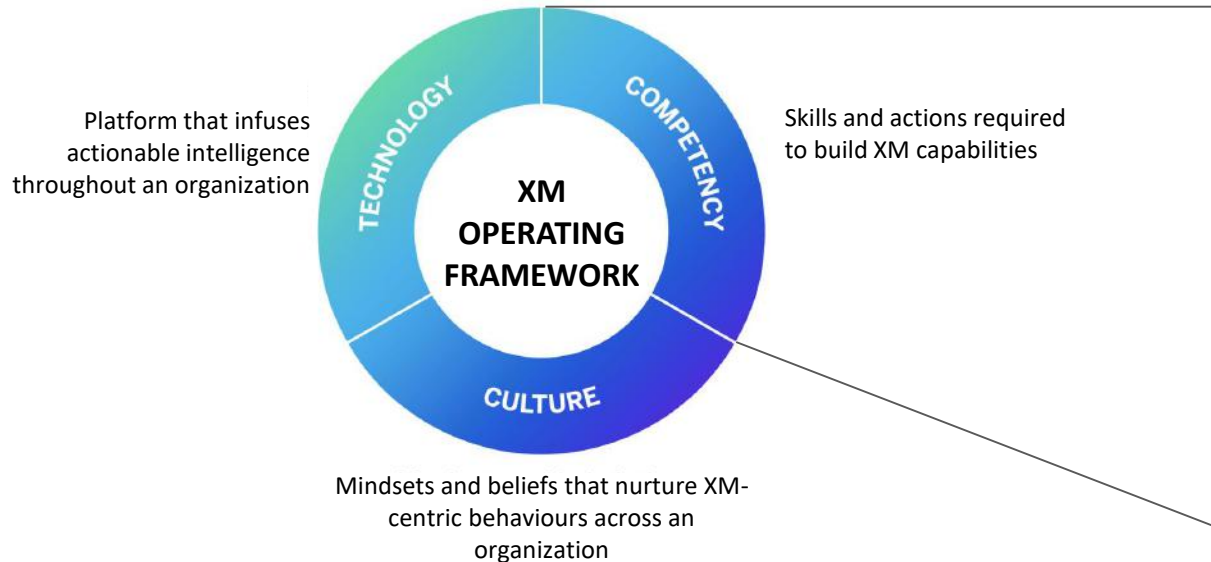 TECHNOLOGY
COMPETENCY
Platform that infuses
actionable intelligence
throughout an organization
Skills and actions required
to build XM capabilities
XM
OPERATING
FRAMEWORK
CULTURE
Mindsets and beliefs that nurture XM-
centric behaviours across an
organization